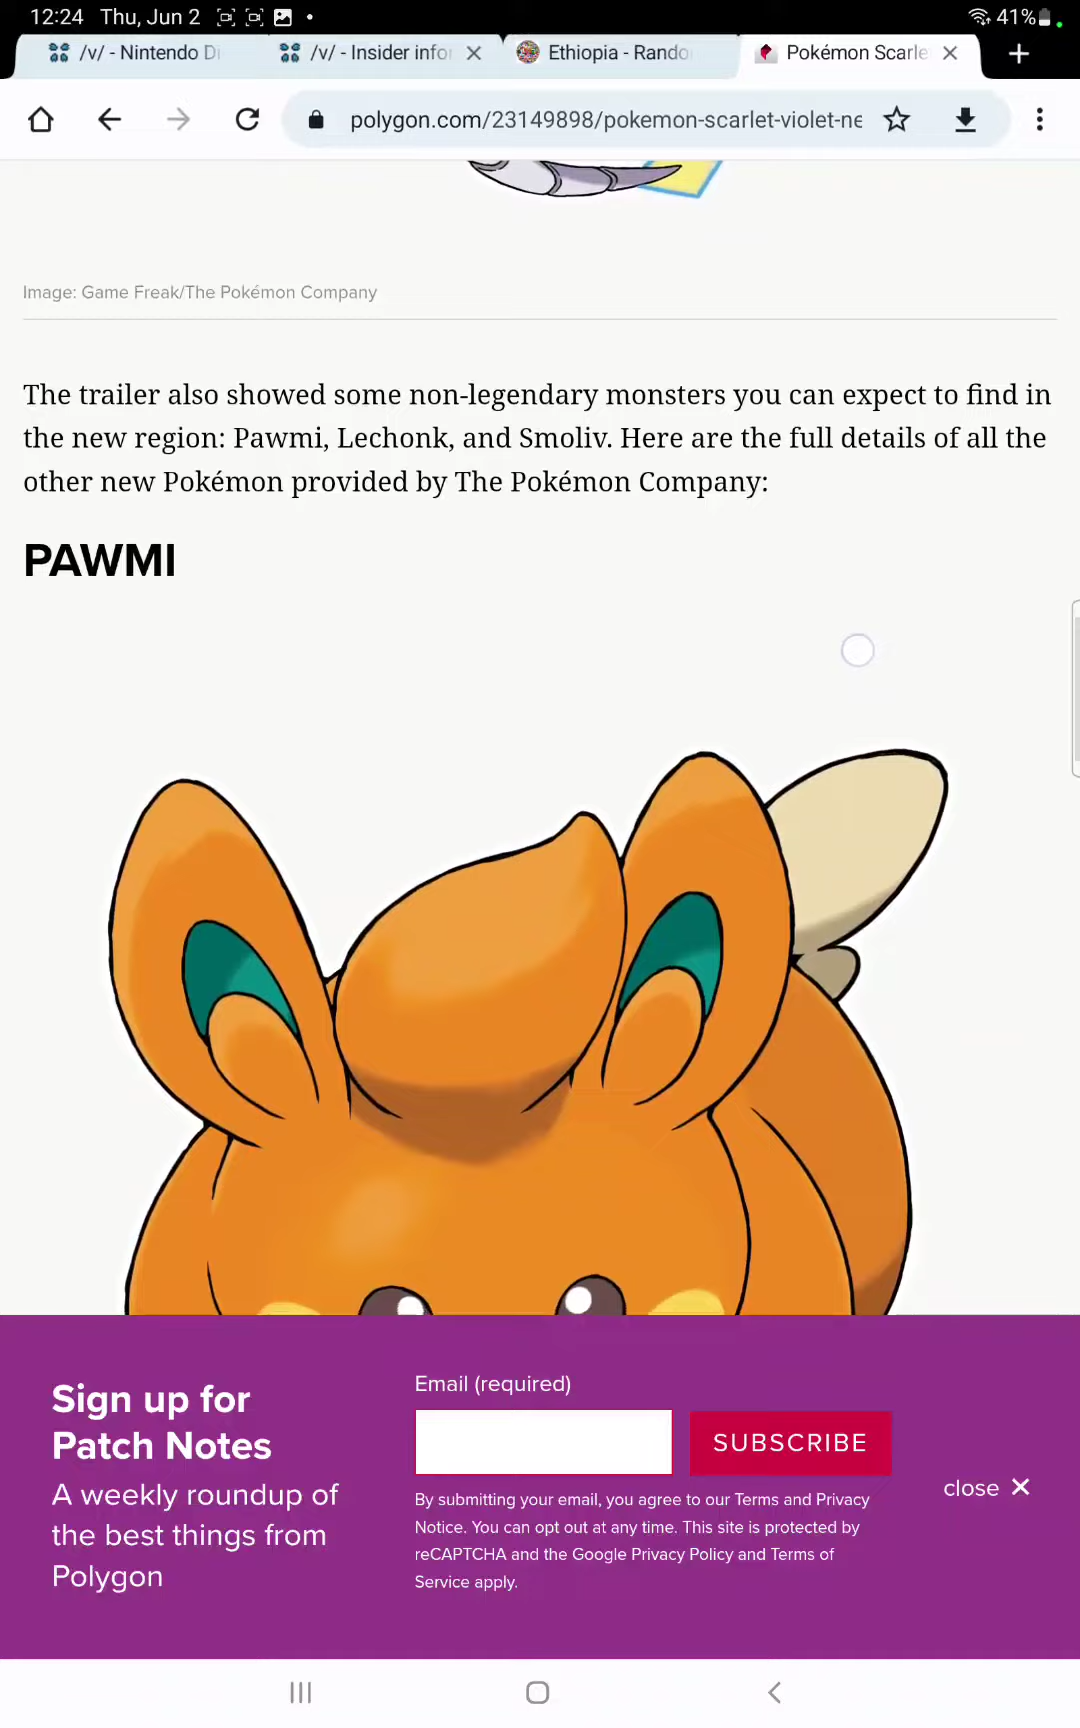 12:24 Thu, Jun 2
41%
/v/ - Nintendo Di
/v/ - Insider infor
Ethiopia - Rando
Pokémon Scarle
polygon.com/23149898/pokemon-scarlet-violet-ne
Image: Game Freak/The Pokémon Company
The trailer also showed some non-legendary monsters you can expect to find in
the new region: Pawmi, Lechonk, and Smoliv. Here are the full details of all the
other new Pokémon provided by The Pokémon Company:
PAWMI
Sign up for
Patch Notes
A weekly roundup of
the best things from
Polygon
Email (required)
SUBSCRIBE
By submitting your email, you agree to our Terms and Privacy
Notice. You can opt out at any time. This site is protected by
reCAPTCHA and the Google Privacy Policy and Terms of
Service apply.
close